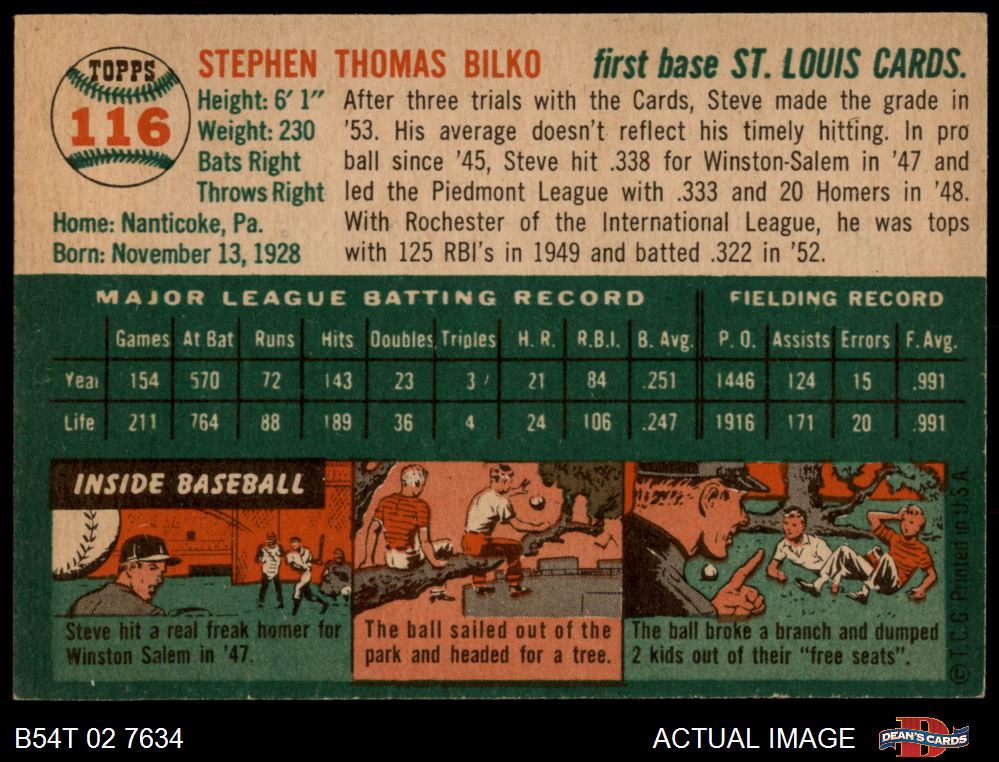 TOPPS
116
STEPHEN THOMAS BILKO
first base ST. LOUIS CARDS.
Height: 6' 1"
Weight: 230
Bats Right
Throws Right
Home: Nanticoke, Pa.
Born: November 13, 1928
After three trials with the Cards, Steve made the grade in
'53. His average doesn't reflect his timely hitting. In pro
ball since '45, Steve hit .338 for Winston-Salem in '47 and
led the Piedmont League with .333 and 20 Homers in '48.
With Rochester of the International League, he was tops
with 125 RBI's in 1949 and batted .322 in '52.
MAJOR LEAGUE BATTING RECORD FIELDING RECORD
Games At Bat Runs Hits Doubles Triples H. R. R.B.I. B. Avg. P. O. Assists Errors F. Avg.
Year 154 570 72 143 23 3 21 84 .251 1446 124 15 .991
Life 211 764 88 189 36 4 24 106 .247 1916 171 20 .991
INSIDE BASEBALL
Steve hit a real freak homer for
Winston Salem in '47.
The ball sailed out of the
park and headed for a tree.
The ball broke a branch and dumped
2 kids out of their "free seats".
© T.C.G. Printed in U.S.A.
B54T 02 7634
ACTUAL IMAGE
D
DEAN'S CARDS